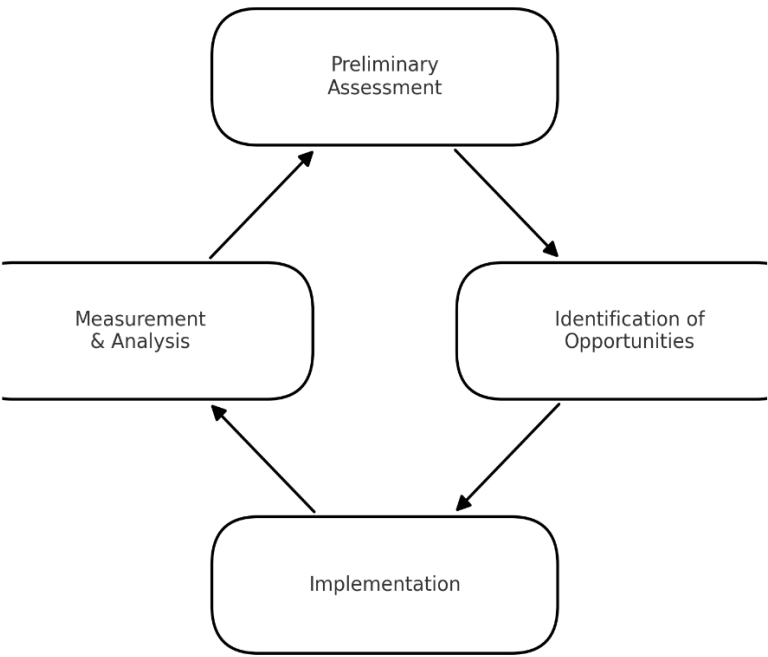 Preliminary
Assessment
Measurement
& Analysis
Identification of
Opportunities
Implementation